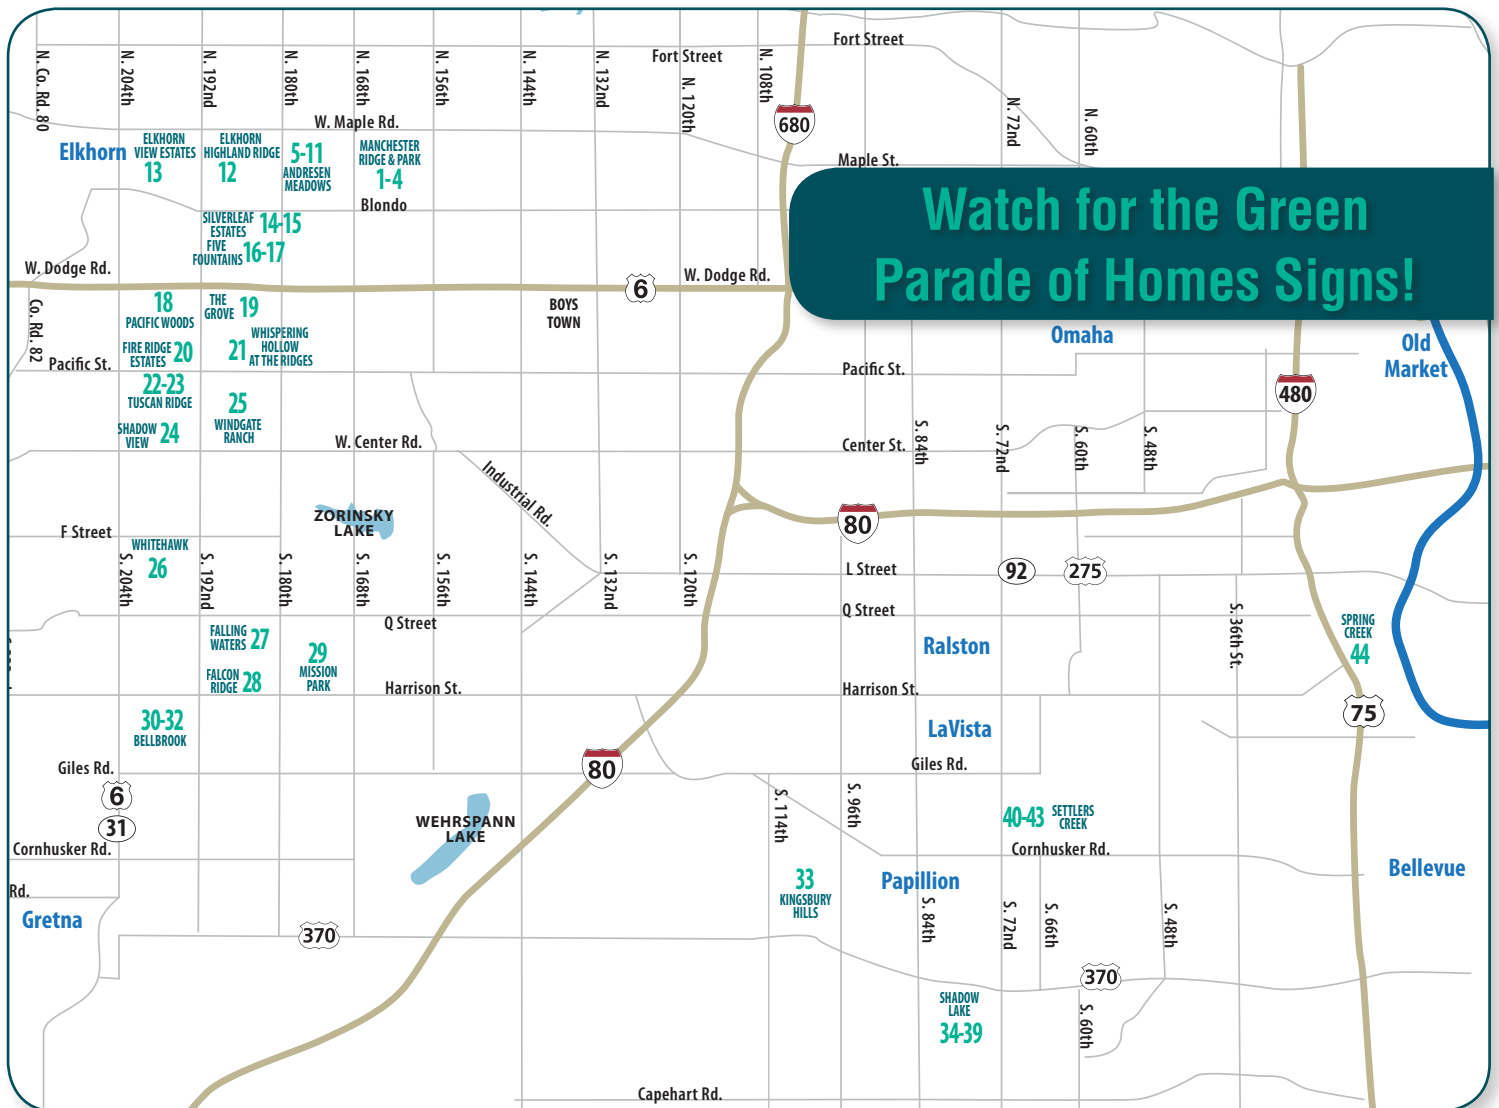 N. Co. Rd. 80
N. 204th
N. 192nd
N. 180th
N. 168th
N. 156th
N. 144th
N. 132nd
Fort Street
N. 120th
N. 108th
Fort Street
680
N. 72nd
N. 60th
W. Maple Rd.
Maple St.
Elkhorn
ELKHORN
VIEW ESTATES
13
ELKHORN
HIGHLAND RIDGE
12
5-11
ANDRESEN
MEADOWS
MANCHESTER
RIDGE & PARK
1-4
Blondo
SILVERLEAF
ESTATES
14-15
FIVE
FOUNTAINS
16-17
Watch for the Green
Parade of Homes Signs!
W. Dodge Rd.
6
W. Dodge Rd.
BOYS
TOWN
Co. Rd. 82
18
PACIFIC WOODS
THE
GROVE
19
FIRE RIDGE
ESTATES
20
21
WHISPERING
HOLLOW
AT THE RIDGES
Omaha
Old
Market
Pacific St.
Pacific St.
480
22-23
TUSCAN RIDGE
25
WINDGATE
RANCH
SHADOW
VIEW
24
W. Center Rd.
Center St.
S. 84th
S. 72nd
S. 60th
S. 48th
Industrial Rd.
ZORINSKY
LAKE
80
F Street
WHITEHAWK
26
S. 204th
S. 192nd
S. 180th
S. 168th
S. 156th
S. 144th
S. 132nd
S. 120th
L Street
92
275
Q Street
Q Street
S. 36th St.
SPRING
CREEK
44
FALLING
WATERS
27
29
MISSION
PARK
FALCON
RIDGE
28
Ralston
Harrison St.
Harrison St.
75
30-32
BELLBROOK
LaVista
Giles Rd.
80
Giles Rd.
6
31
WEHRSPANN
LAKE
S. 114th
S. 96th
40-43
SETTLERS
CREEK
Cornhusker Rd.
Cornhusker Rd.
Rd.
33
KINGSBURY
HILLS
Papillion
Bellevue
Gretna
370
S. 84th
S. 72nd
S. 66th
S. 48th
370
SHADOW
LAKE
34-39
S. 60th
Capehart Rd.